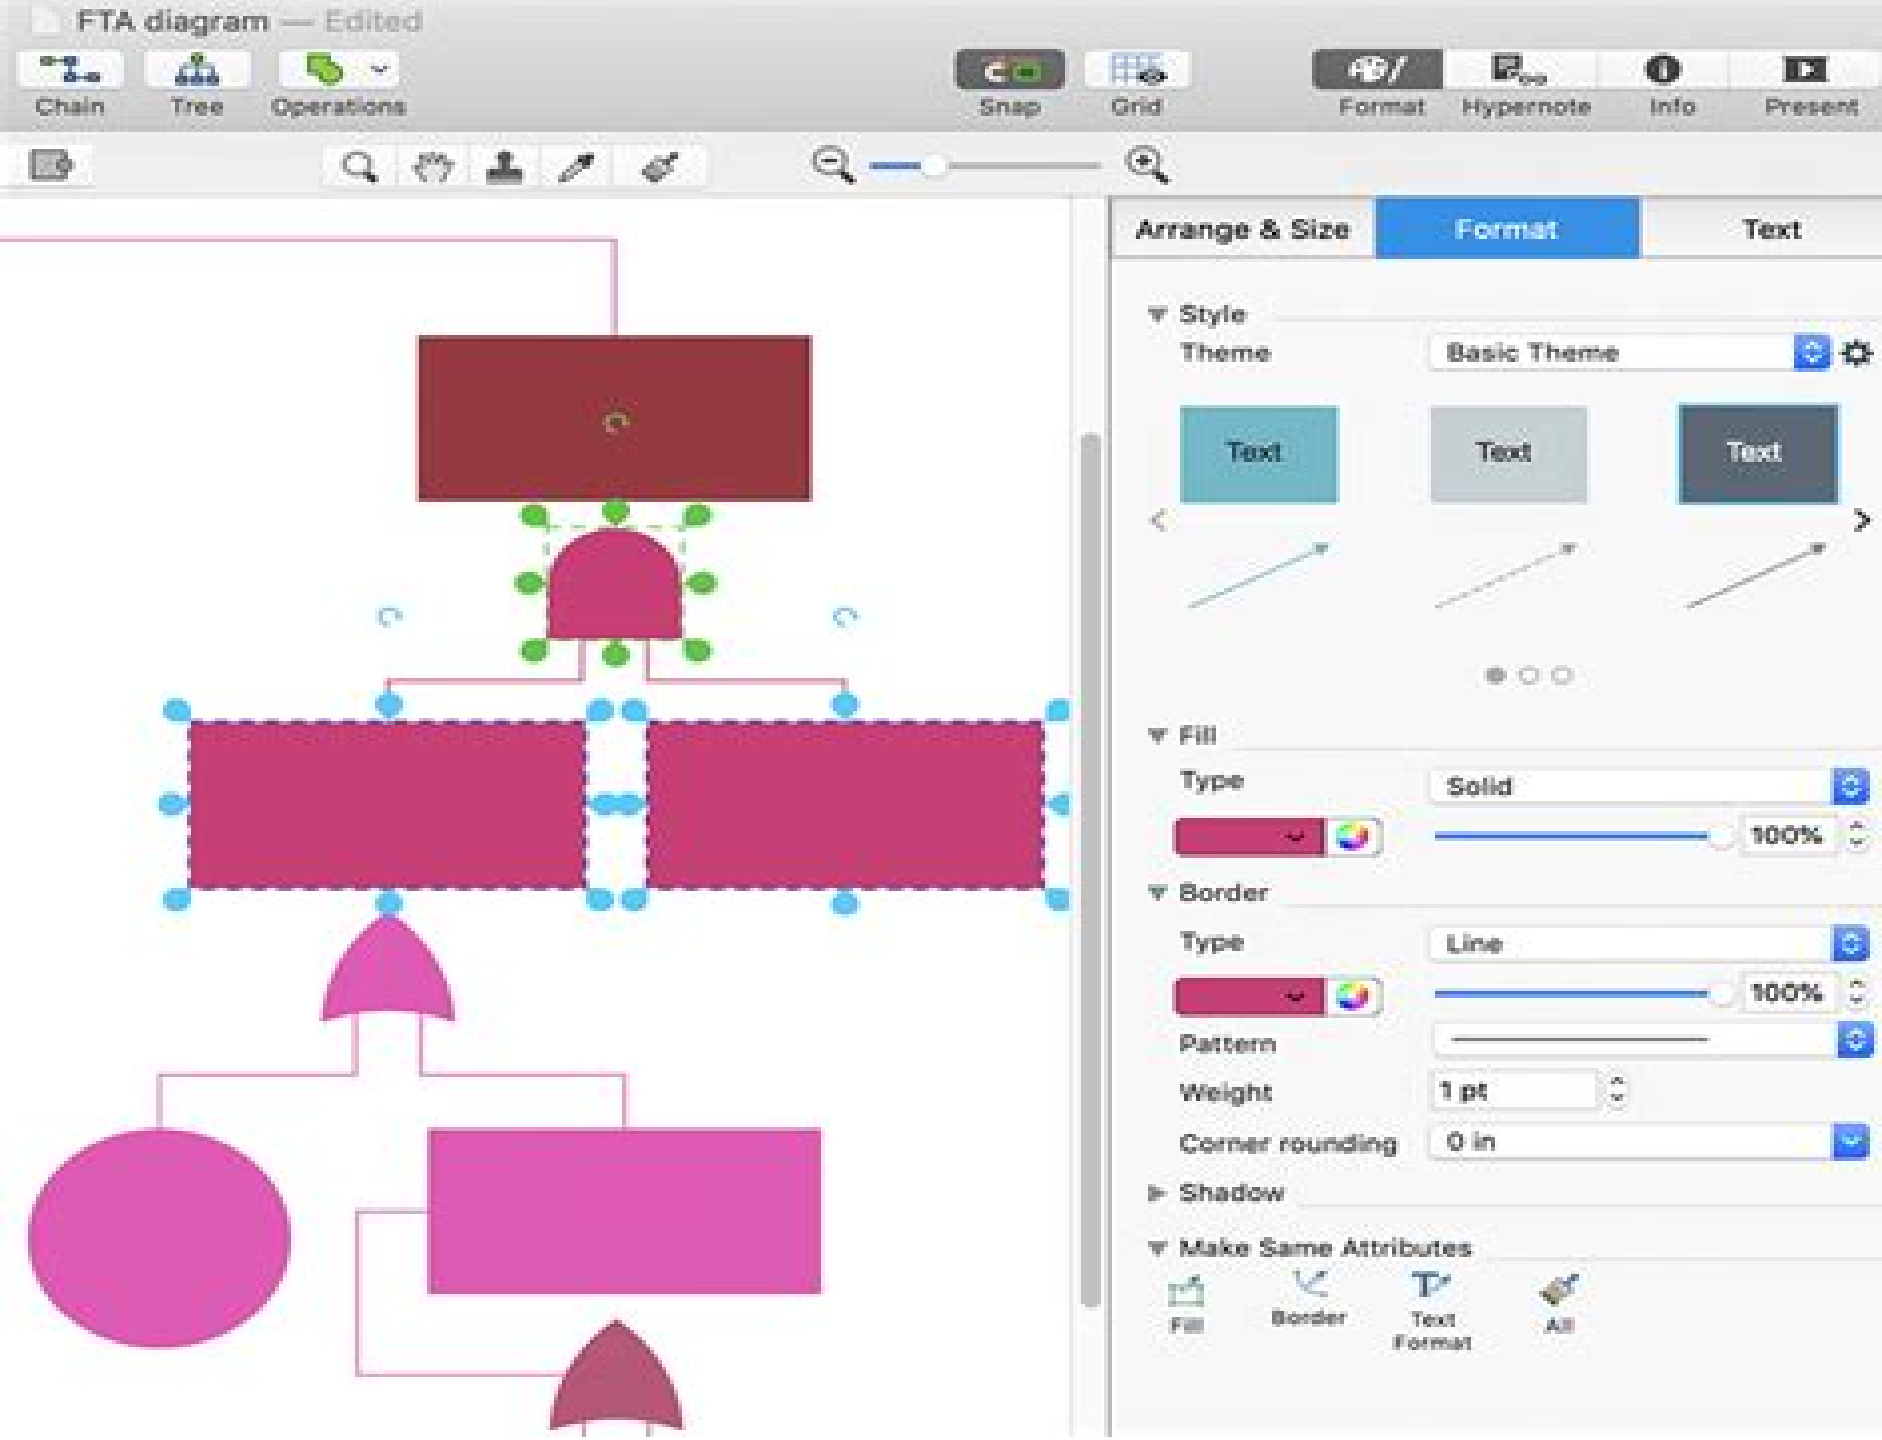 FTA diagram — Edited
Chain Tree Operations Snap Grid Format Hypernote Info Present
Arrange & Size Format Text
Style
Theme Basic Theme
Text Text Text
Fill
Type Solid
100%
Border
Type Line
100%
Pattern
Weight 1 pt
Corner rounding 0 in
Shadow
Make Same Attributes
Fill Border Text Format All